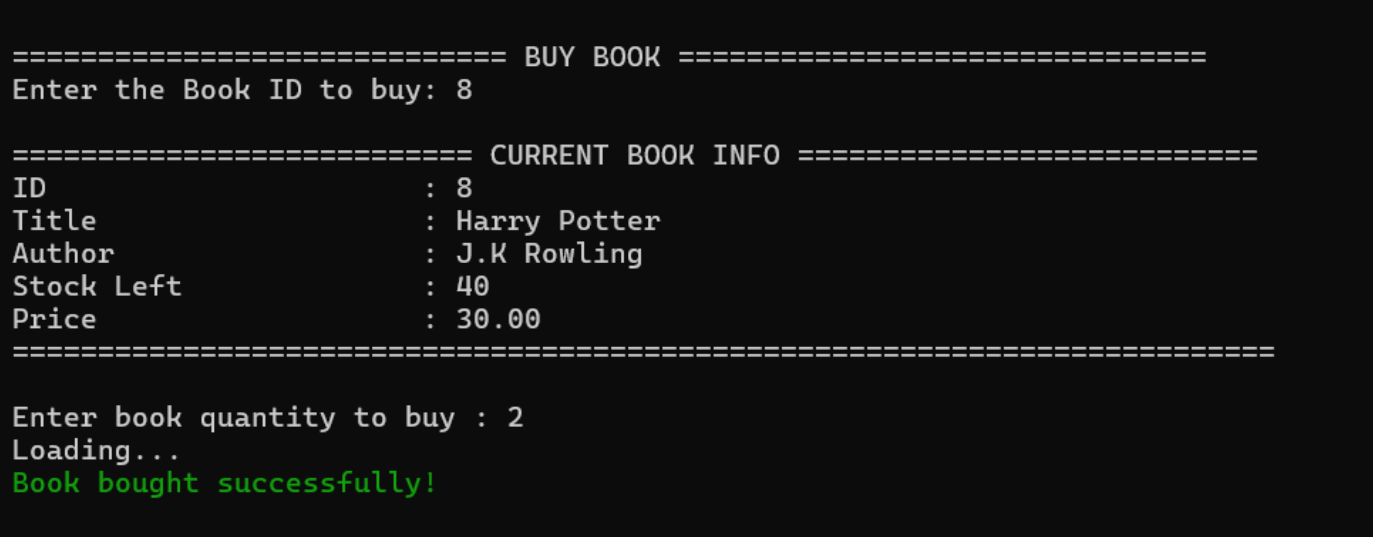 ============================= BUY BOOK ===============================
Enter the Book ID to buy: 8
=========================== CURRENT BOOK INFO ===========================
ID                        : 8
Title                     : Harry Potter
Author                    : J.K Rowling
Stock Left                : 40
Price                     : 30.00
==========================================================================
Enter book quantity to buy : 2
Loading...
Book bought successfully!